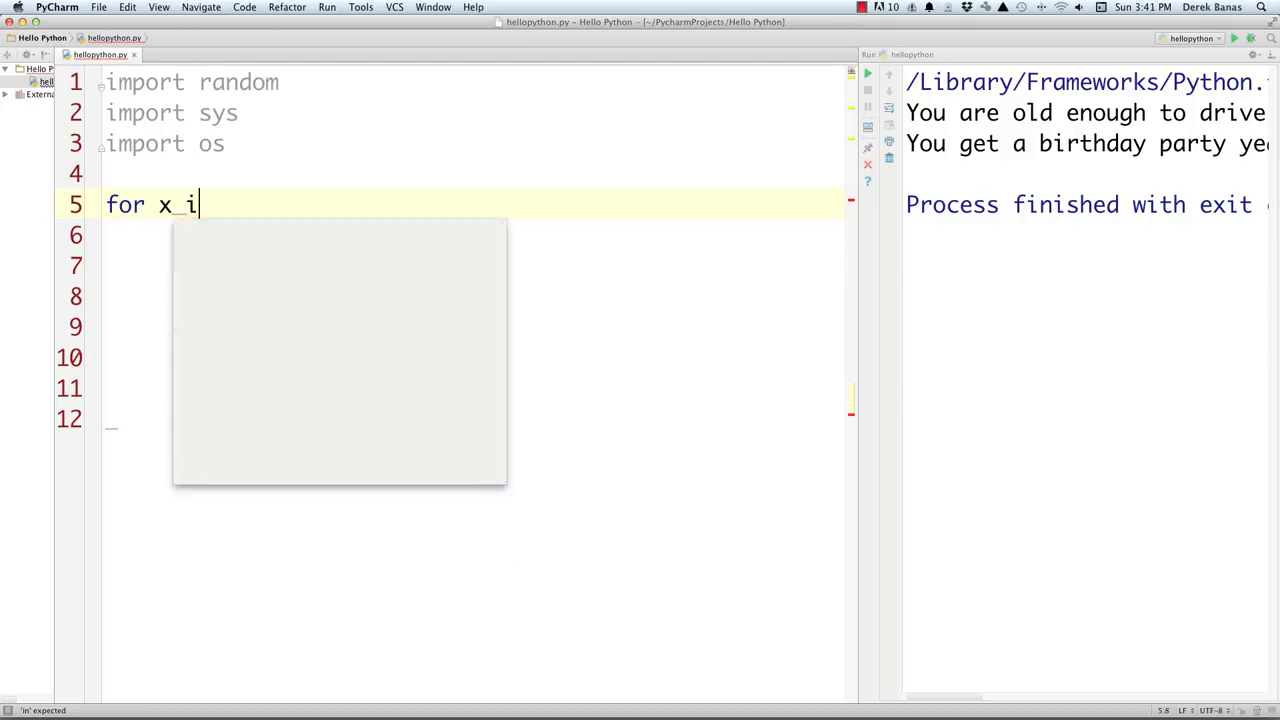 PyCharm File Edit View Navigate Code Refactor Run Tools VCS Window Help 10 Sun 3:41 PM Derek Banas
hellopython.py - Hello Python - [~/PycharmProjects/Hello Python]
Hello Python hellopython.py hellopython
hellopython.py Run hellopython
Hello P
hell
Externa
1 import random
2 import sys
3 import os
4
5 for x i
6
7
8
9
10
11
12
/Library/Frameworks/Python.
You are old enough to drive
You get a birthday party ye
Process finished with exit
'in' expected 5:8 LF UTF-8